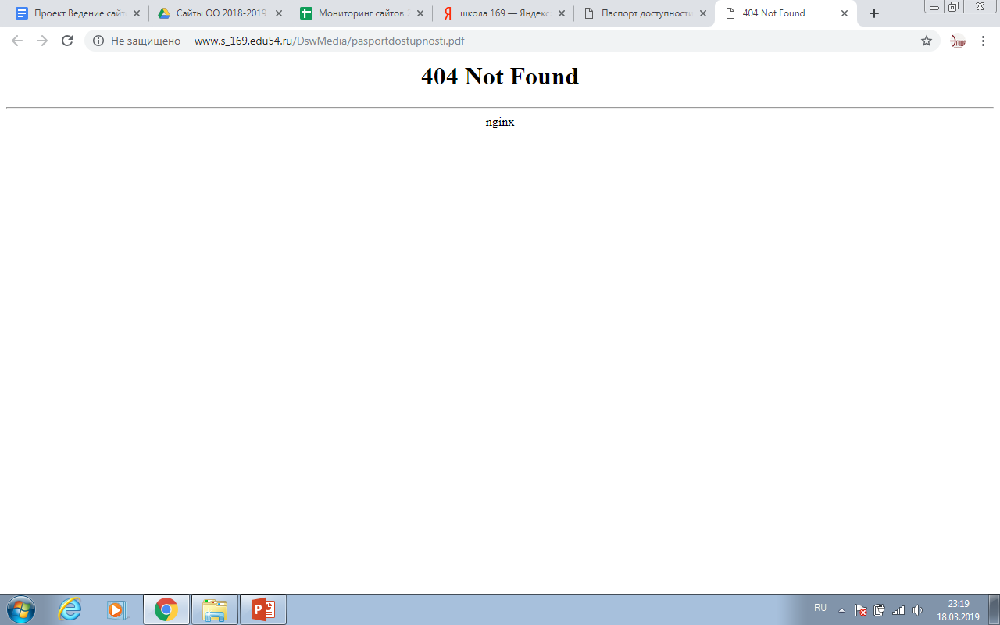 Проект Ведение сайт
Сайты ОО 2018-2019
Мониторинг сайтов 2
школа 169 — Яндекс
Паспорт доступности
404 Not Found
Не защищено
www.s_169.edu54.ru/DswMedia/pasportdostupnosti.pdf
404 Not Found
nginx
RU
23:19
18.03.2019